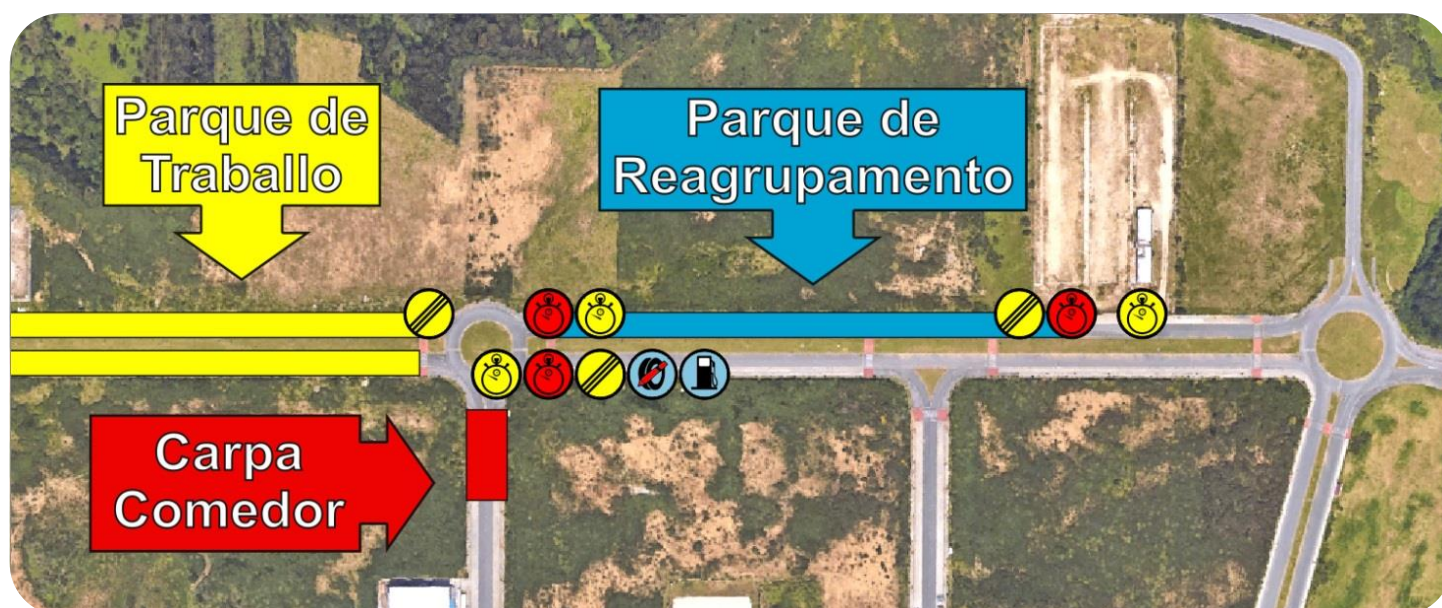 Parque de
Traballo
Parque de
Reagrupamento
Carpa
Comedor